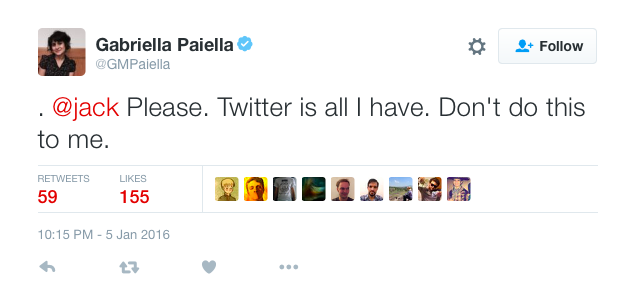 Gabriella Paiella
@GMPaiella
Follow
. @jack Please. Twitter is all I have. Don't do this
to me.
RETWEETS LIKES
59 155
10:15 PM - 5 Jan 2016